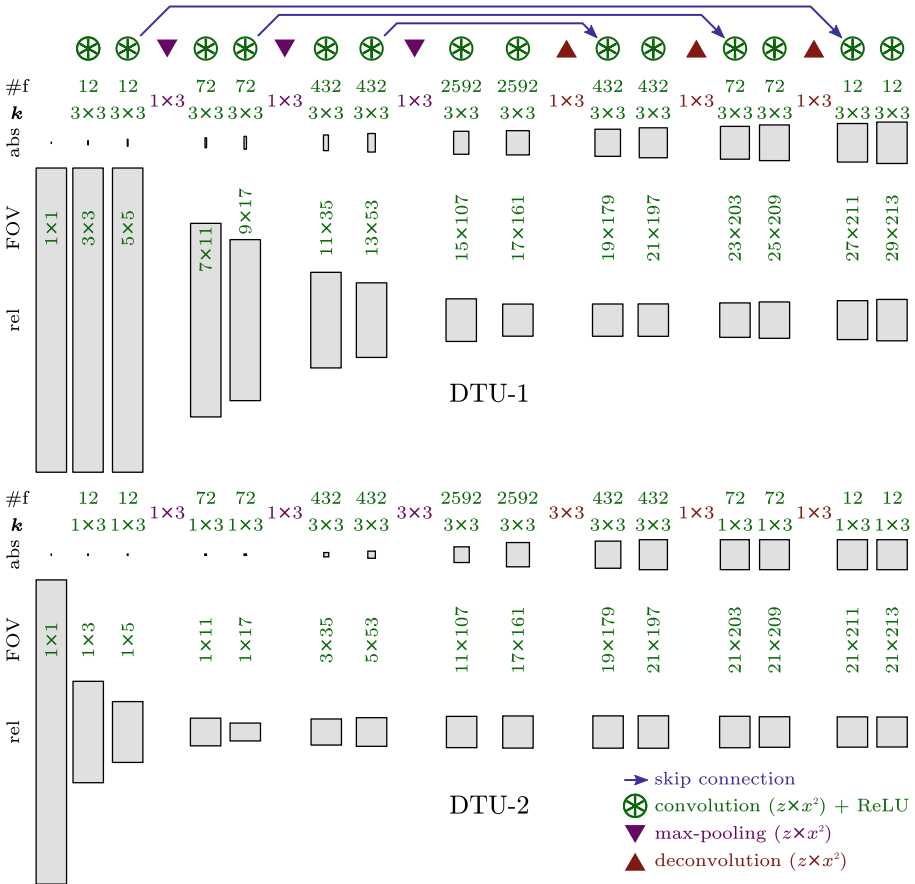 #f 12 12 72 72 432 432 2592 2592 432 432 72 72 12 12
1×3 1×3 1×3 1×3 1×3 1×3
k 3×3 3×3 3×3 3×3 3×3 3×3 3×3 3×3 3×3 3×3 3×3 3×3 3×3 3×3
abs
FOV 1×1 3×3 5×5 7×11 9×17 11×35 13×53 15×107 17×161 19×179 21×197 23×203 25×209 27×211 29×213
rel
DTU-1
#f 12 12 72 72 432 432 2592 2592 432 432 72 72 12 12
1×3 1×3 3×3 3×3 1×3 1×3
k 1×3 1×3 1×3 1×3 3×3 3×3 3×3 3×3 3×3 3×3 1×3 1×3 1×3 1×3
abs
FOV 1×1 1×3 1×5 1×11 1×17 3×35 5×53 11×107 17×161 19×179 21×197 21×203 21×209 21×211 21×213
rel
DTU-2
skip connection
convolution (z×x²) + ReLU
max-pooling (z×x²)
deconvolution (z×x²)